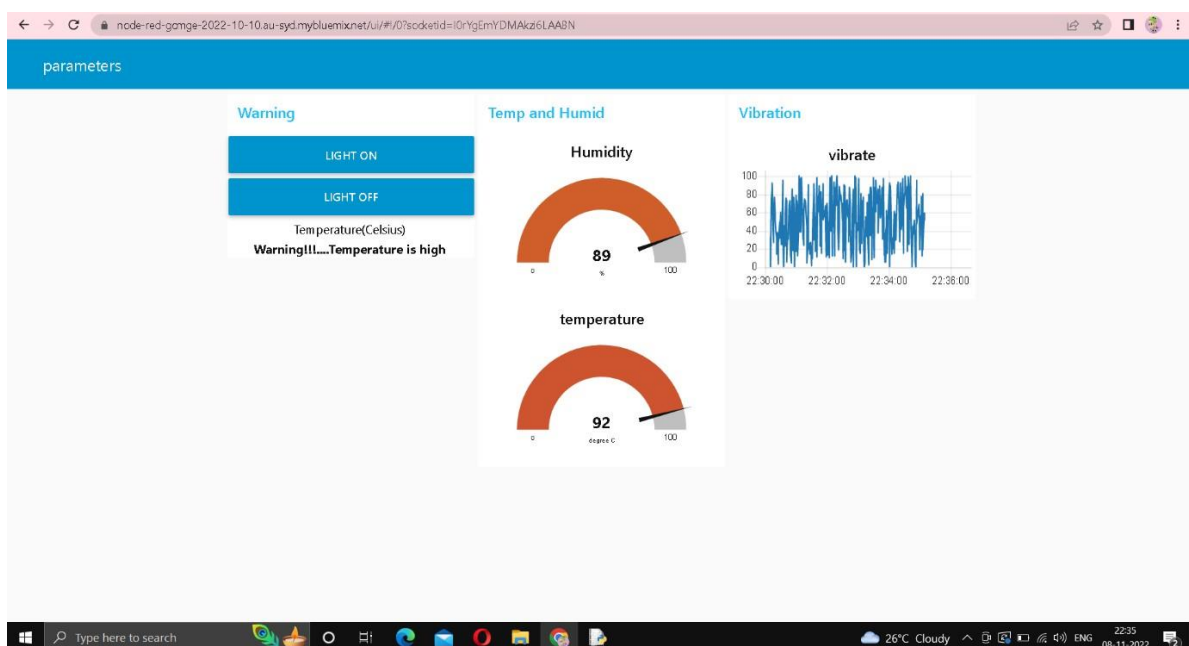 node-red-gomge-2022-10-10.au-syd.mybluemix.net/ui/#!/0?socketid=I0rYgEmYDMAkzi6LAABN
parameters
Warning
LIGHT ON
LIGHT OFF
Temperature(Celsius)
Warning!!!....Temperature is high
Temp and Humid
Humidity
89
%
0
100
temperature
92
degree C
0
100
Vibration
vibrate
100
80
60
40
20
0
22:30:00 22:32:00 22:34:00 22:36:00
Type here to search
26°C Cloudy
ENG
22:35
08-11-2022
2